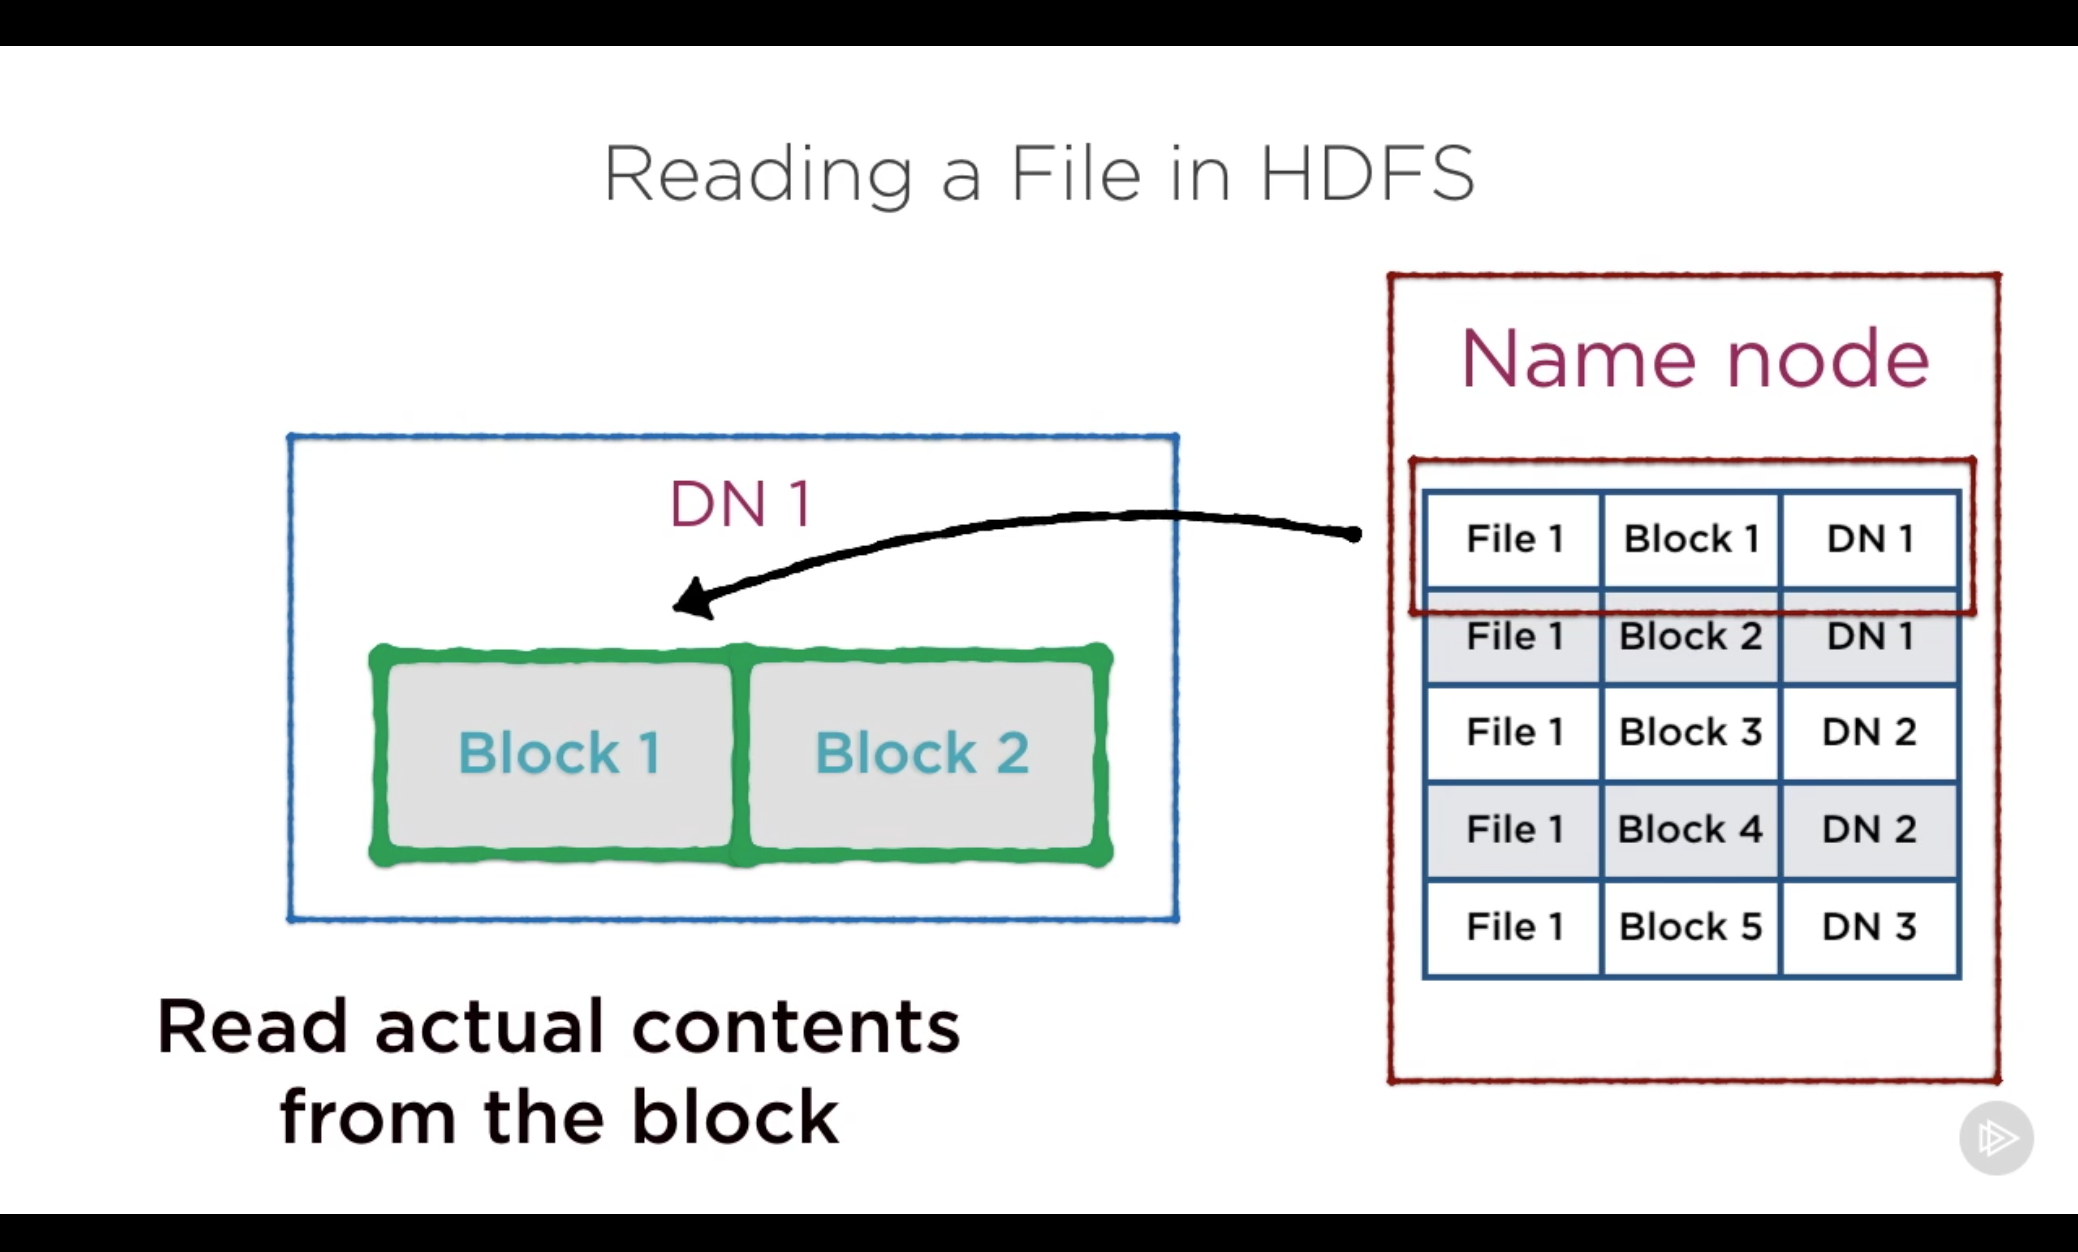 Reading a File in HDFS
Name node
DN 1
File 1 Block 1 DN 1
File 1 Block 2 DN 1
File 1 Block 3 DN 2
File 1 Block 4 DN 2
File 1 Block 5 DN 3
Block 1 Block 2
Read actual contents
from the block